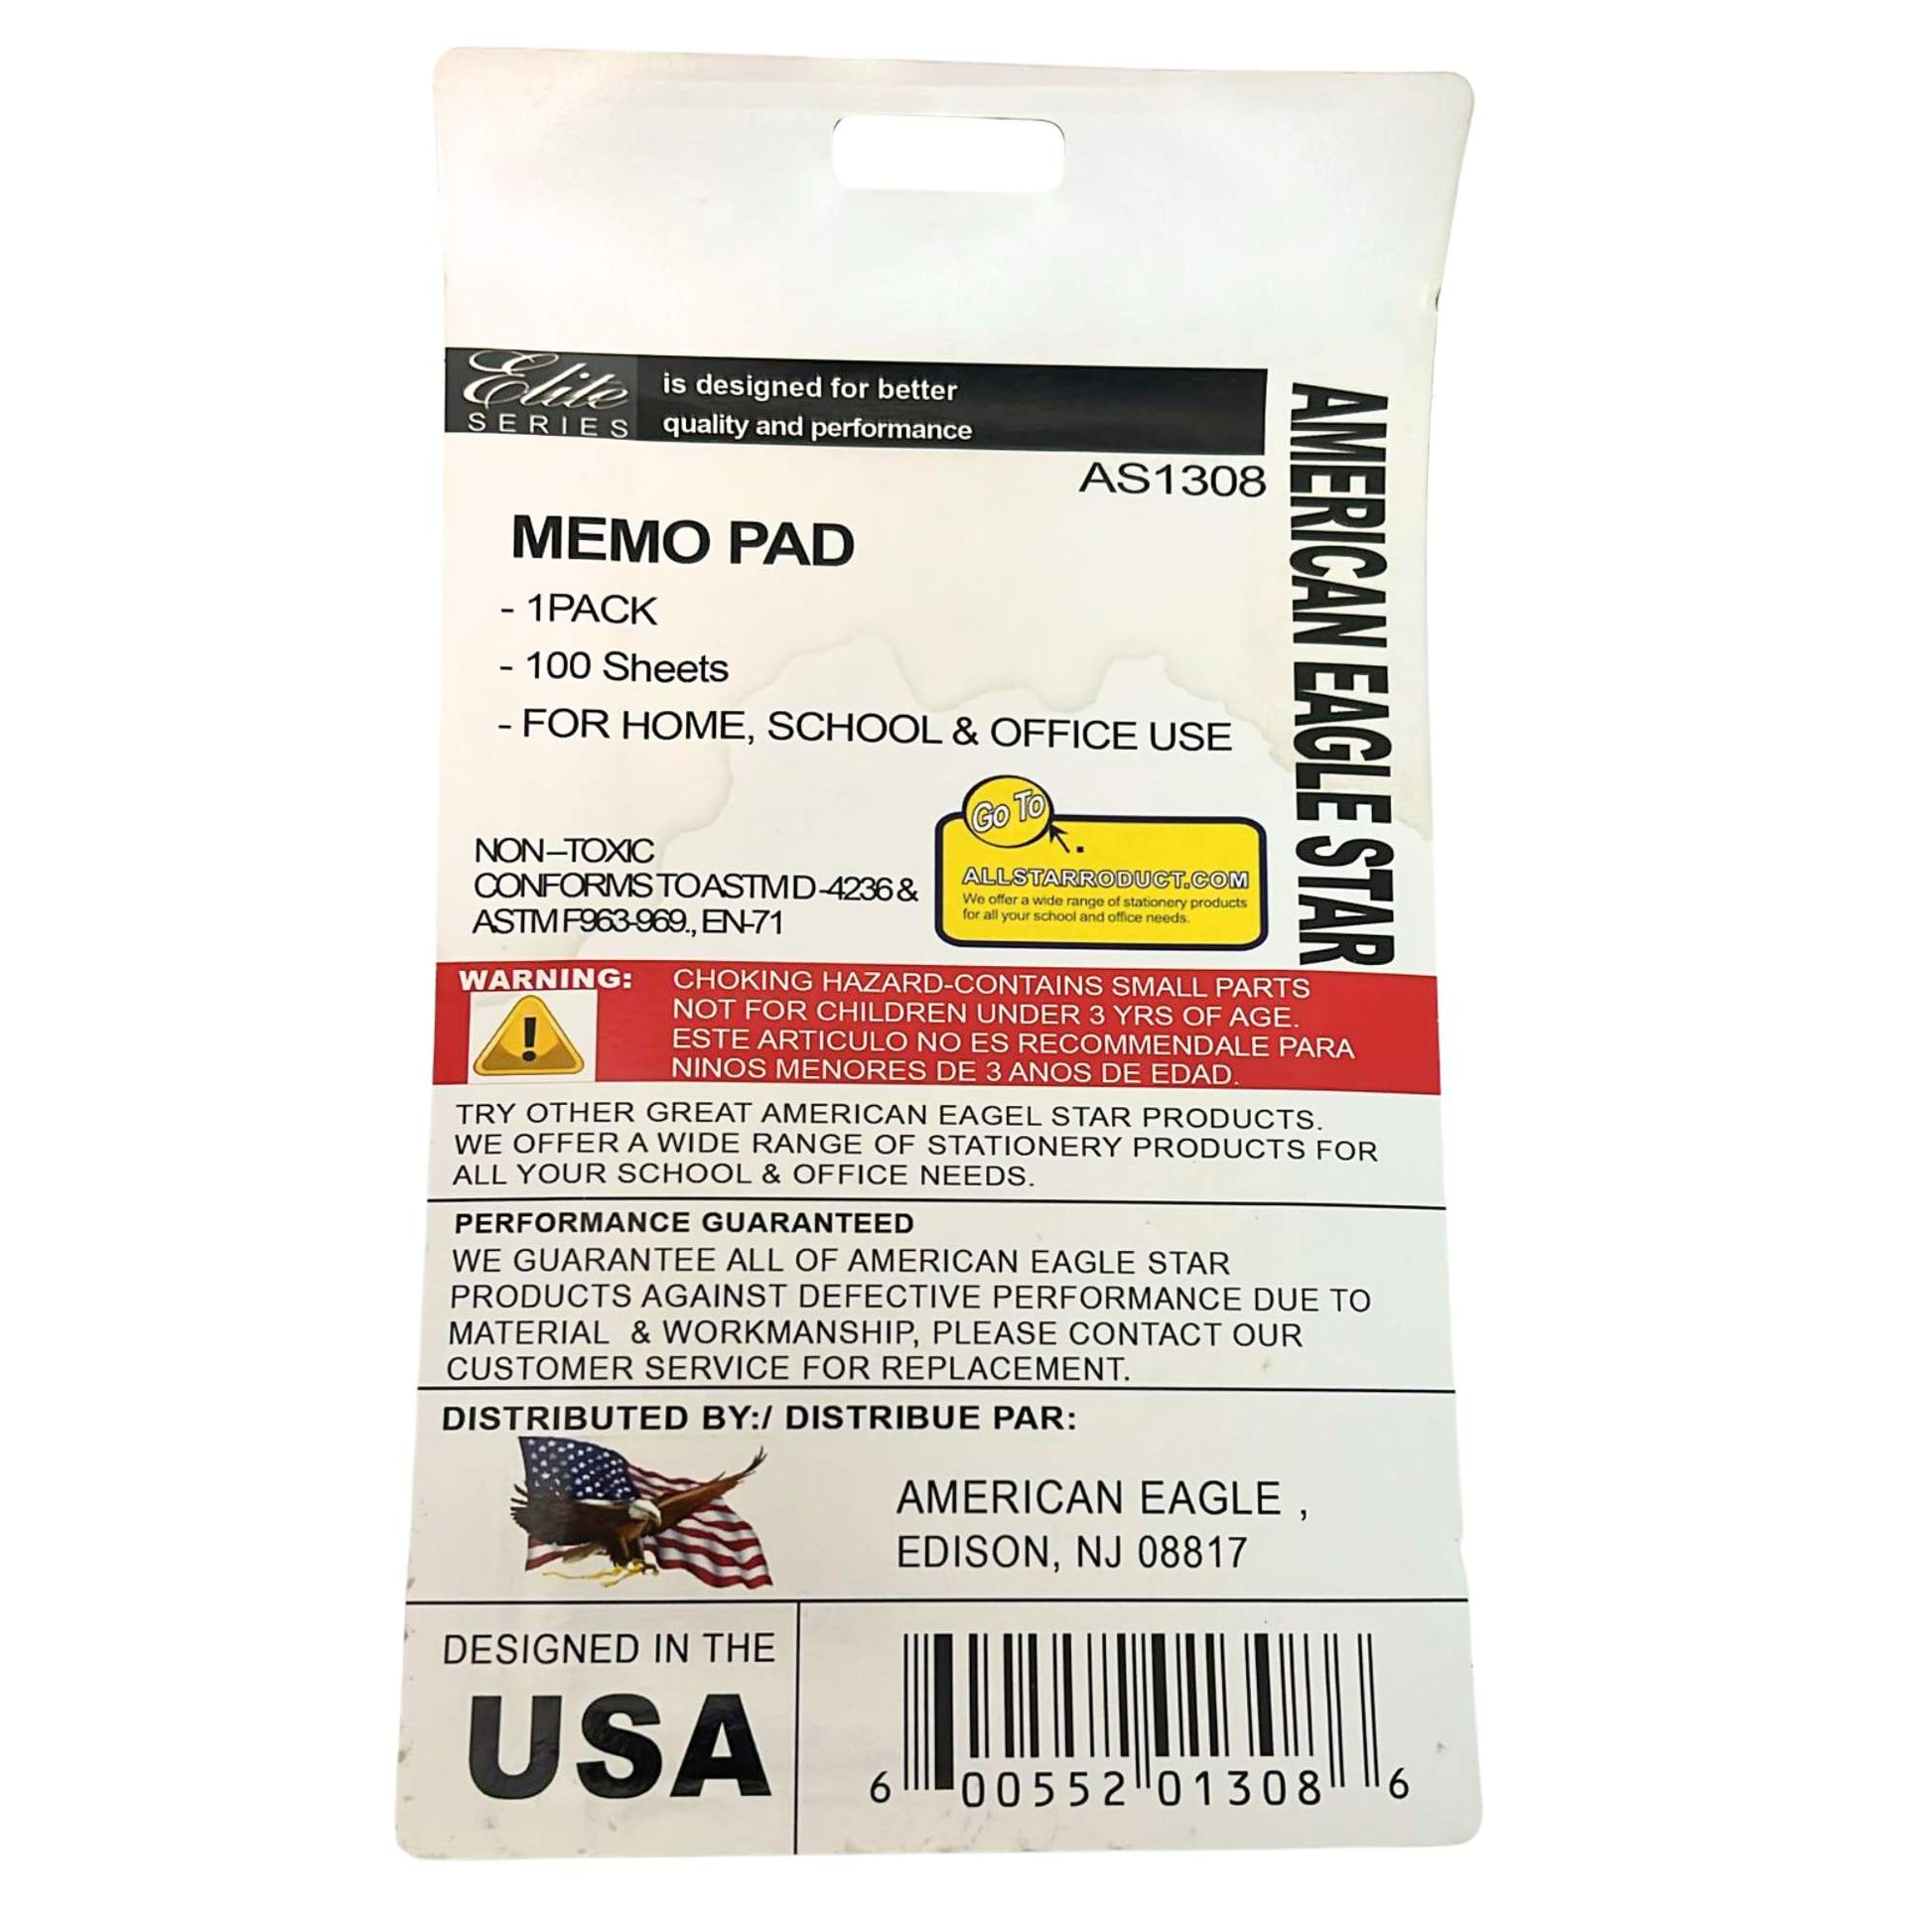 Elite
SERIES
is designed for better
quality and performance
AS1308
AMERICAN EAGLE STAR
MEMO PAD
- 1PACK
- 100 Sheets
- FOR HOME, SCHOOL & OFFICE USE
NON-TOXIC
CONFORMS TO ASTM D-4236 &
ASTM F963-969., EN-71
Go To
ALLSTARRODUCT.COM
We offer a wide range of stationery products
for all your school and office needs.
WARNING:
CHOKING HAZARD-CONTAINS SMALL PARTS
NOT FOR CHILDREN UNDER 3 YRS OF AGE.
ESTE ARTICULO NO ES RECOMMENDALE PARA
NINOS MENORES DE 3 ANOS DE EDAD.
TRY OTHER GREAT AMERICAN EAGEL STAR PRODUCTS.
WE OFFER A WIDE RANGE OF STATIONERY PRODUCTS FOR
ALL YOUR SCHOOL & OFFICE NEEDS.
PERFORMANCE GUARANTEED
WE GUARANTEE ALL OF AMERICAN EAGLE STAR
PRODUCTS AGAINST DEFECTIVE PERFORMANCE DUE TO
MATERIAL & WORKMANSHIP, PLEASE CONTACT OUR
CUSTOMER SERVICE FOR REPLACEMENT.
DISTRIBUTED BY:/ DISTRIBUE PAR:
AMERICAN EAGLE ,
EDISON, NJ 08817
DESIGNED IN THE
USA
6 00552 01308 6